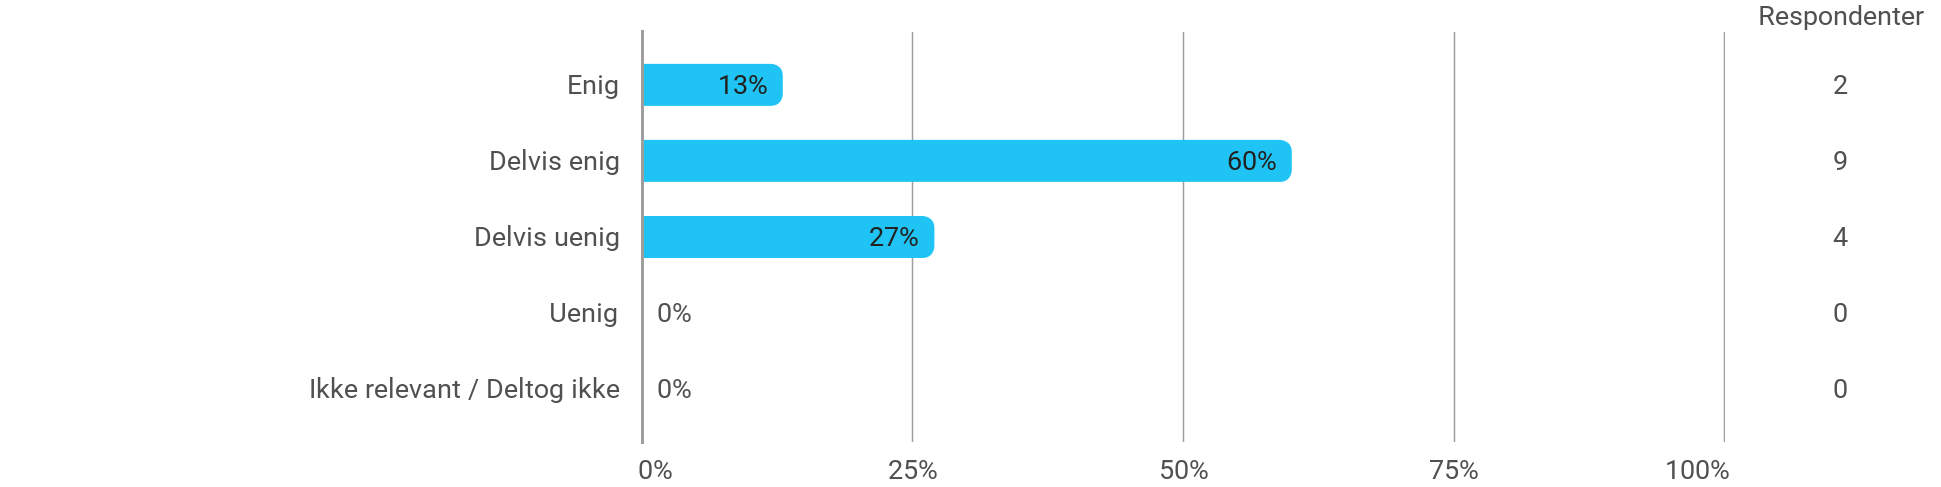 Respondenter
Enig 13% 2
Delvis enig 60% 9
Delvis uenig 27% 4
Uenig 0% 0
Ikke relevant / Deltog ikke 0% 0
0% 25% 50% 75% 100%